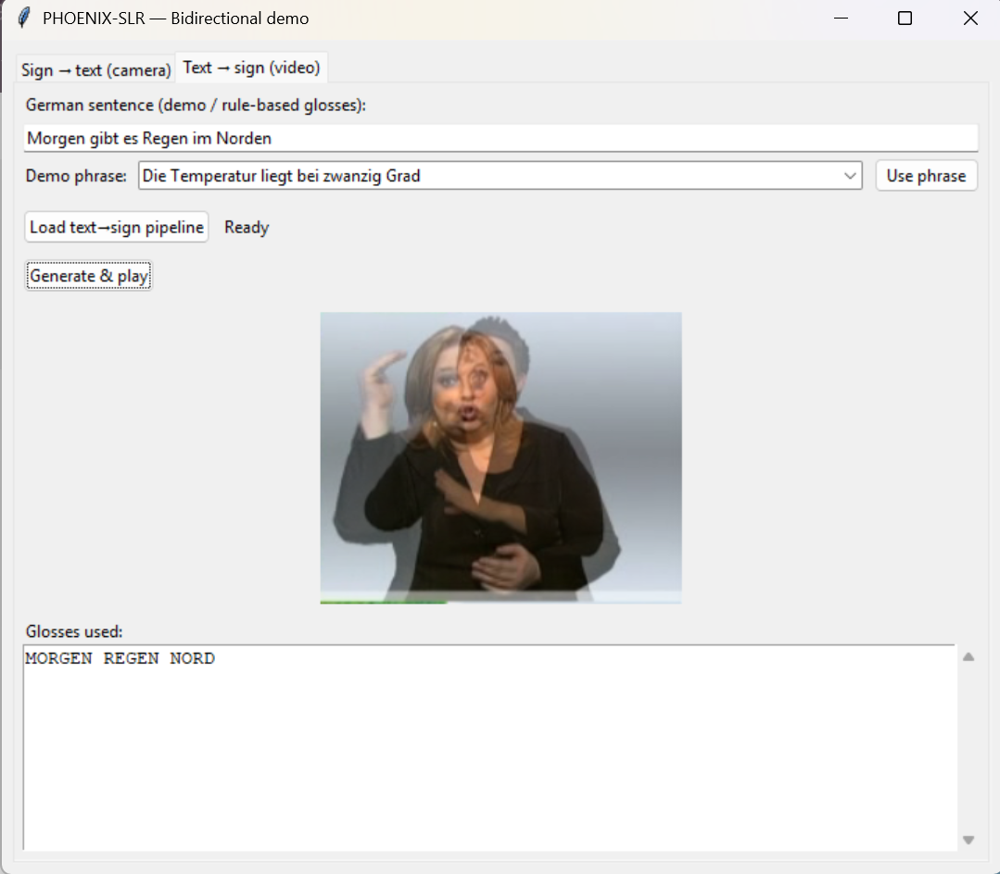 PHOENIX-SLR — Bidirectional demo
Sign → text (camera) Text → sign (video)
German sentence (demo / rule-based glosses):
Morgen gibt es Regen im Norden
Demo phrase: Die Temperatur liegt bei zwanzig Grad Use phrase
Load text→sign pipeline Ready
Generate & play
Glosses used:
MORGEN REGEN NORD